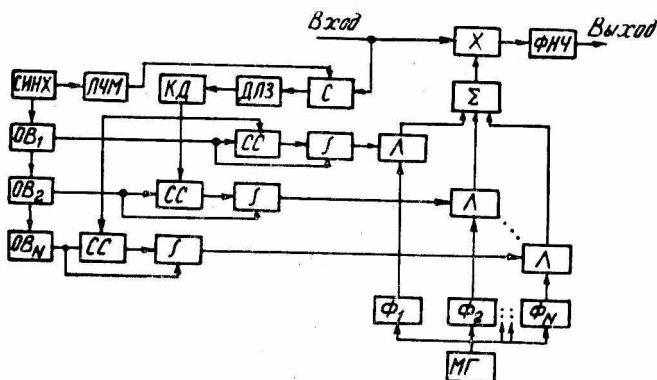 Вход
Выход
X
ФНЧ
СИНХ
ЛЧМ
КД
ДЛЗ
С
Σ
ОВ₁
СС
∫
Λ
ОВ₂
СС
∫
Λ
ОВN
СС
∫
Λ
Ф₁
Ф₂
ФN
МГ